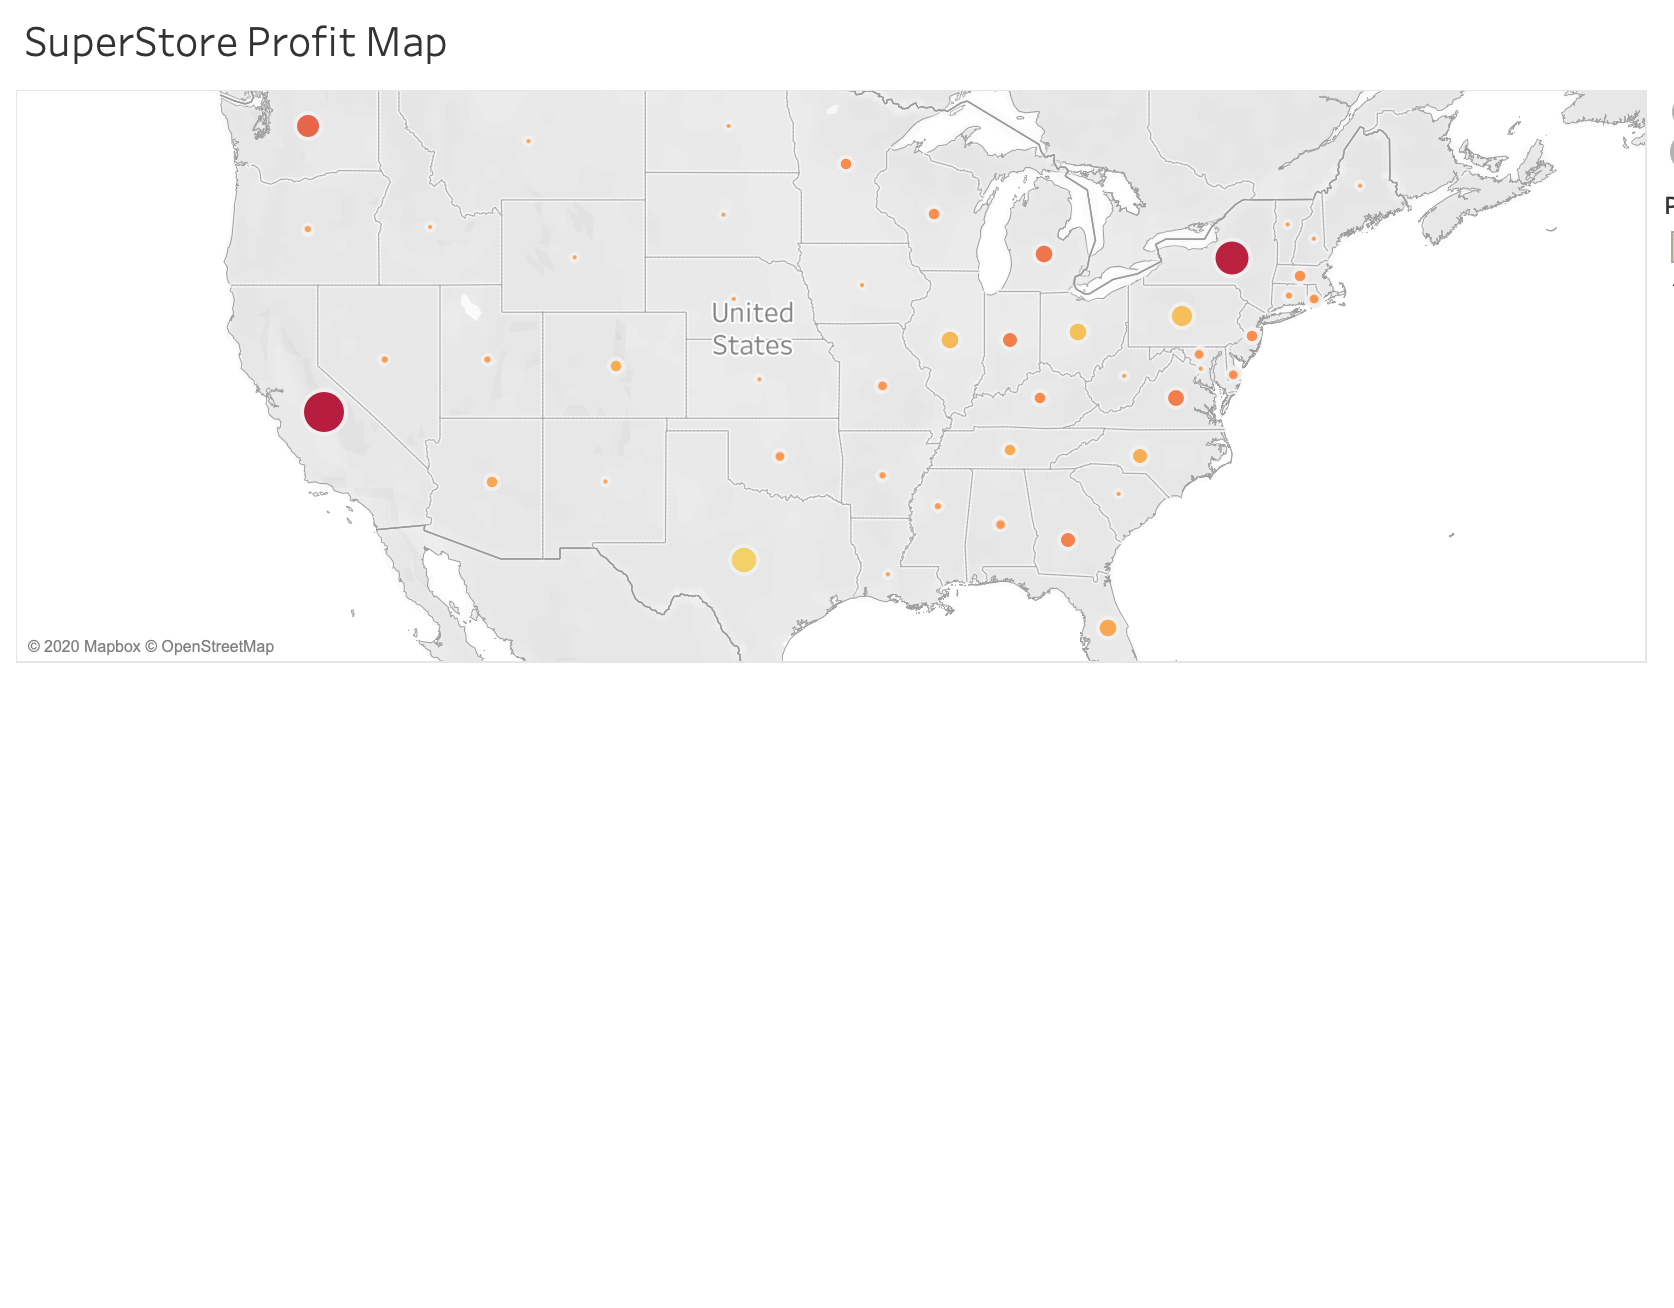 SuperStore Profit Map
United
States
© 2020 Mapbox © OpenStreetMap